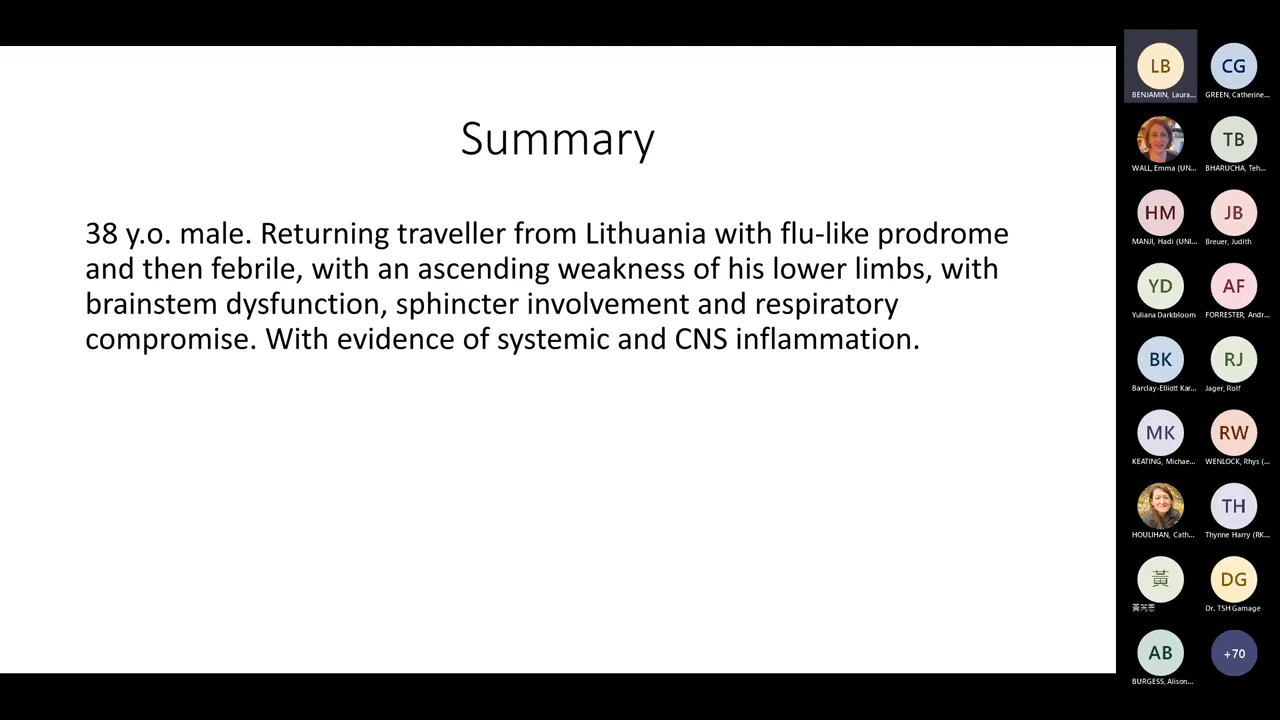 Summary
38 y.o. male. Returning traveller from Lithuania with flu-like prodrome
and then febrile, with an ascending weakness of his lower limbs, with
brainstem dysfunction, sphincter involvement and respiratory
compromise. With evidence of systemic and CNS inflammation.
LB
BENJAMIN, Laura...
CG
GREEN, Catherine...
WALL, Emma (UN...
TB
BHARUCHA, Teh...
HM
MANJI, Hadi (UNI...
JB
Breuer, Judith
YD
Yuliana Darkbloom
AF
FORRESTER, Andr...
BK
Barclay-Elliott Kar...
RJ
Jager, Rolf
MK
KEATING, Michae...
RW
WENLOCK, Rhys (...
HOULIHAN, Cath...
TH
Thynne Harry (RK...
黃
DG
Dr. TSH Gamage
AB
BURGESS, Alison...
+70